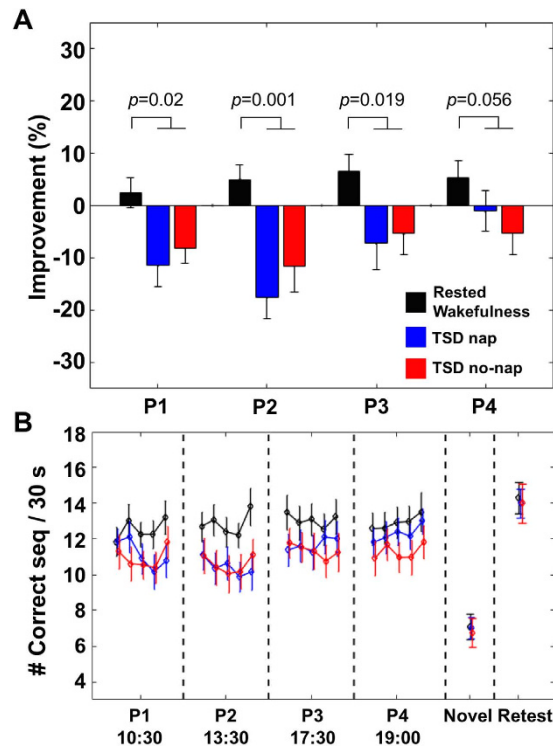 A
35
30
20
10
0
-10
-20
-30
Improvement (%)
p=0.02
p=0.001
p=0.019
p=0.056
Rested
Wakefulness
TSD nap
TSD no-nap
P1 P2 P3 P4
B
18
16
14
12
10
8
6
4
# Correct seq / 30 s
P1 P2 P3 P4 Novel Retest
10:30 13:30 17:30 19:00